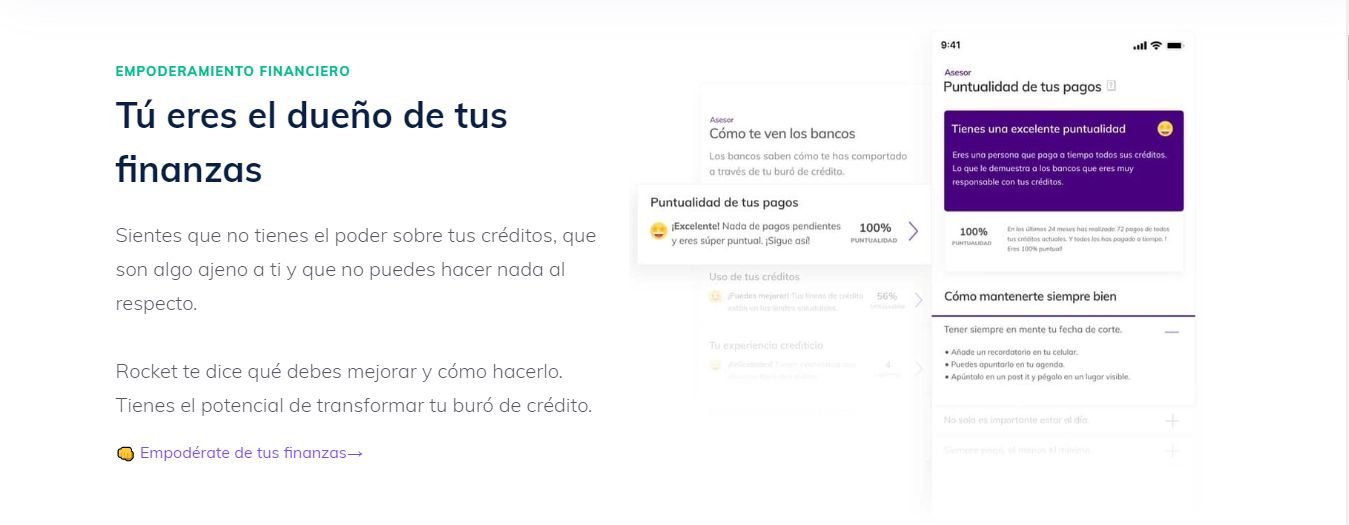 EMPODERAMIENTO FINANCIERO
Tú eres el dueño de tus
finanzas
Sientes que no tienes el poder sobre tus créditos, que
son algo ajeno a ti y que no puedes hacer nada al
respecto.
Rocket te dice qué debes mejorar y cómo hacerlo.
Tienes el potencial de transformar tu buró de crédito.
Empodérate de tus finanzas→
Asesor
Cómo te ven los bancos
Los bancos saben cómo te has comportado
a través de tu buró de crédito.
Puntualidad de tus pagos
¡Excelente! Nada de pagos pendientes
y eres súper puntual. ¡Sigue así!
100%
PUNTUALIDAD
Uso de tus créditos
¡Puedes mejorar! Tus líneas de crédito
están en los límites saludables.
56%
Tu experiencia crediticia
¡Felicidades!
4
9:41
Asesor
Puntualidad de tus pagos
Tienes una excelente puntualidad
Eres una persona que paga a tiempo todos sus créditos.
Lo que le demuestra a los bancos que eres muy
responsable con tus créditos.
100%
PUNTUALIDAD
En los últimos 24 meses has realizado 72 pagos de todos
tus créditos actuales. Y todos los has pagado a tiempo. !
Eres 100% puntual!
Cómo mantenerte siempre bien
Tener siempre en mente tu fecha de corte.
• Añade un recordatorio en tu celular.
• Puedes apuntarlo en tu agenda.
• Apúntalo en un post it y pégalo en un lugar visible.
No solo es importante estar al día.
Siempre paga, al menos el mínimo